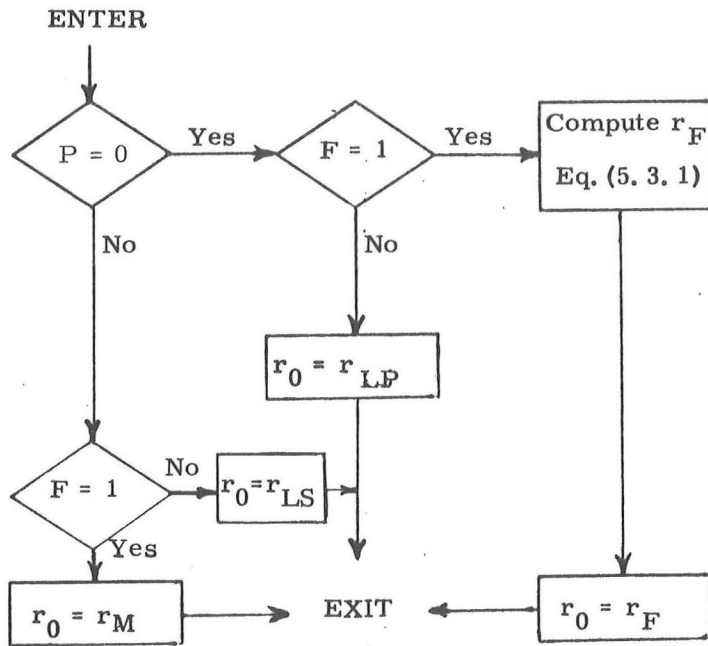 ENTER
P = 0
Yes
F = 1
Yes
Compute r_F
Eq. (5. 3. 1)
No
No
r_0 = r_LP
F = 1
No
r_0=r_LS
Yes
r_0 = r_M
EXIT
r_0 = r_F